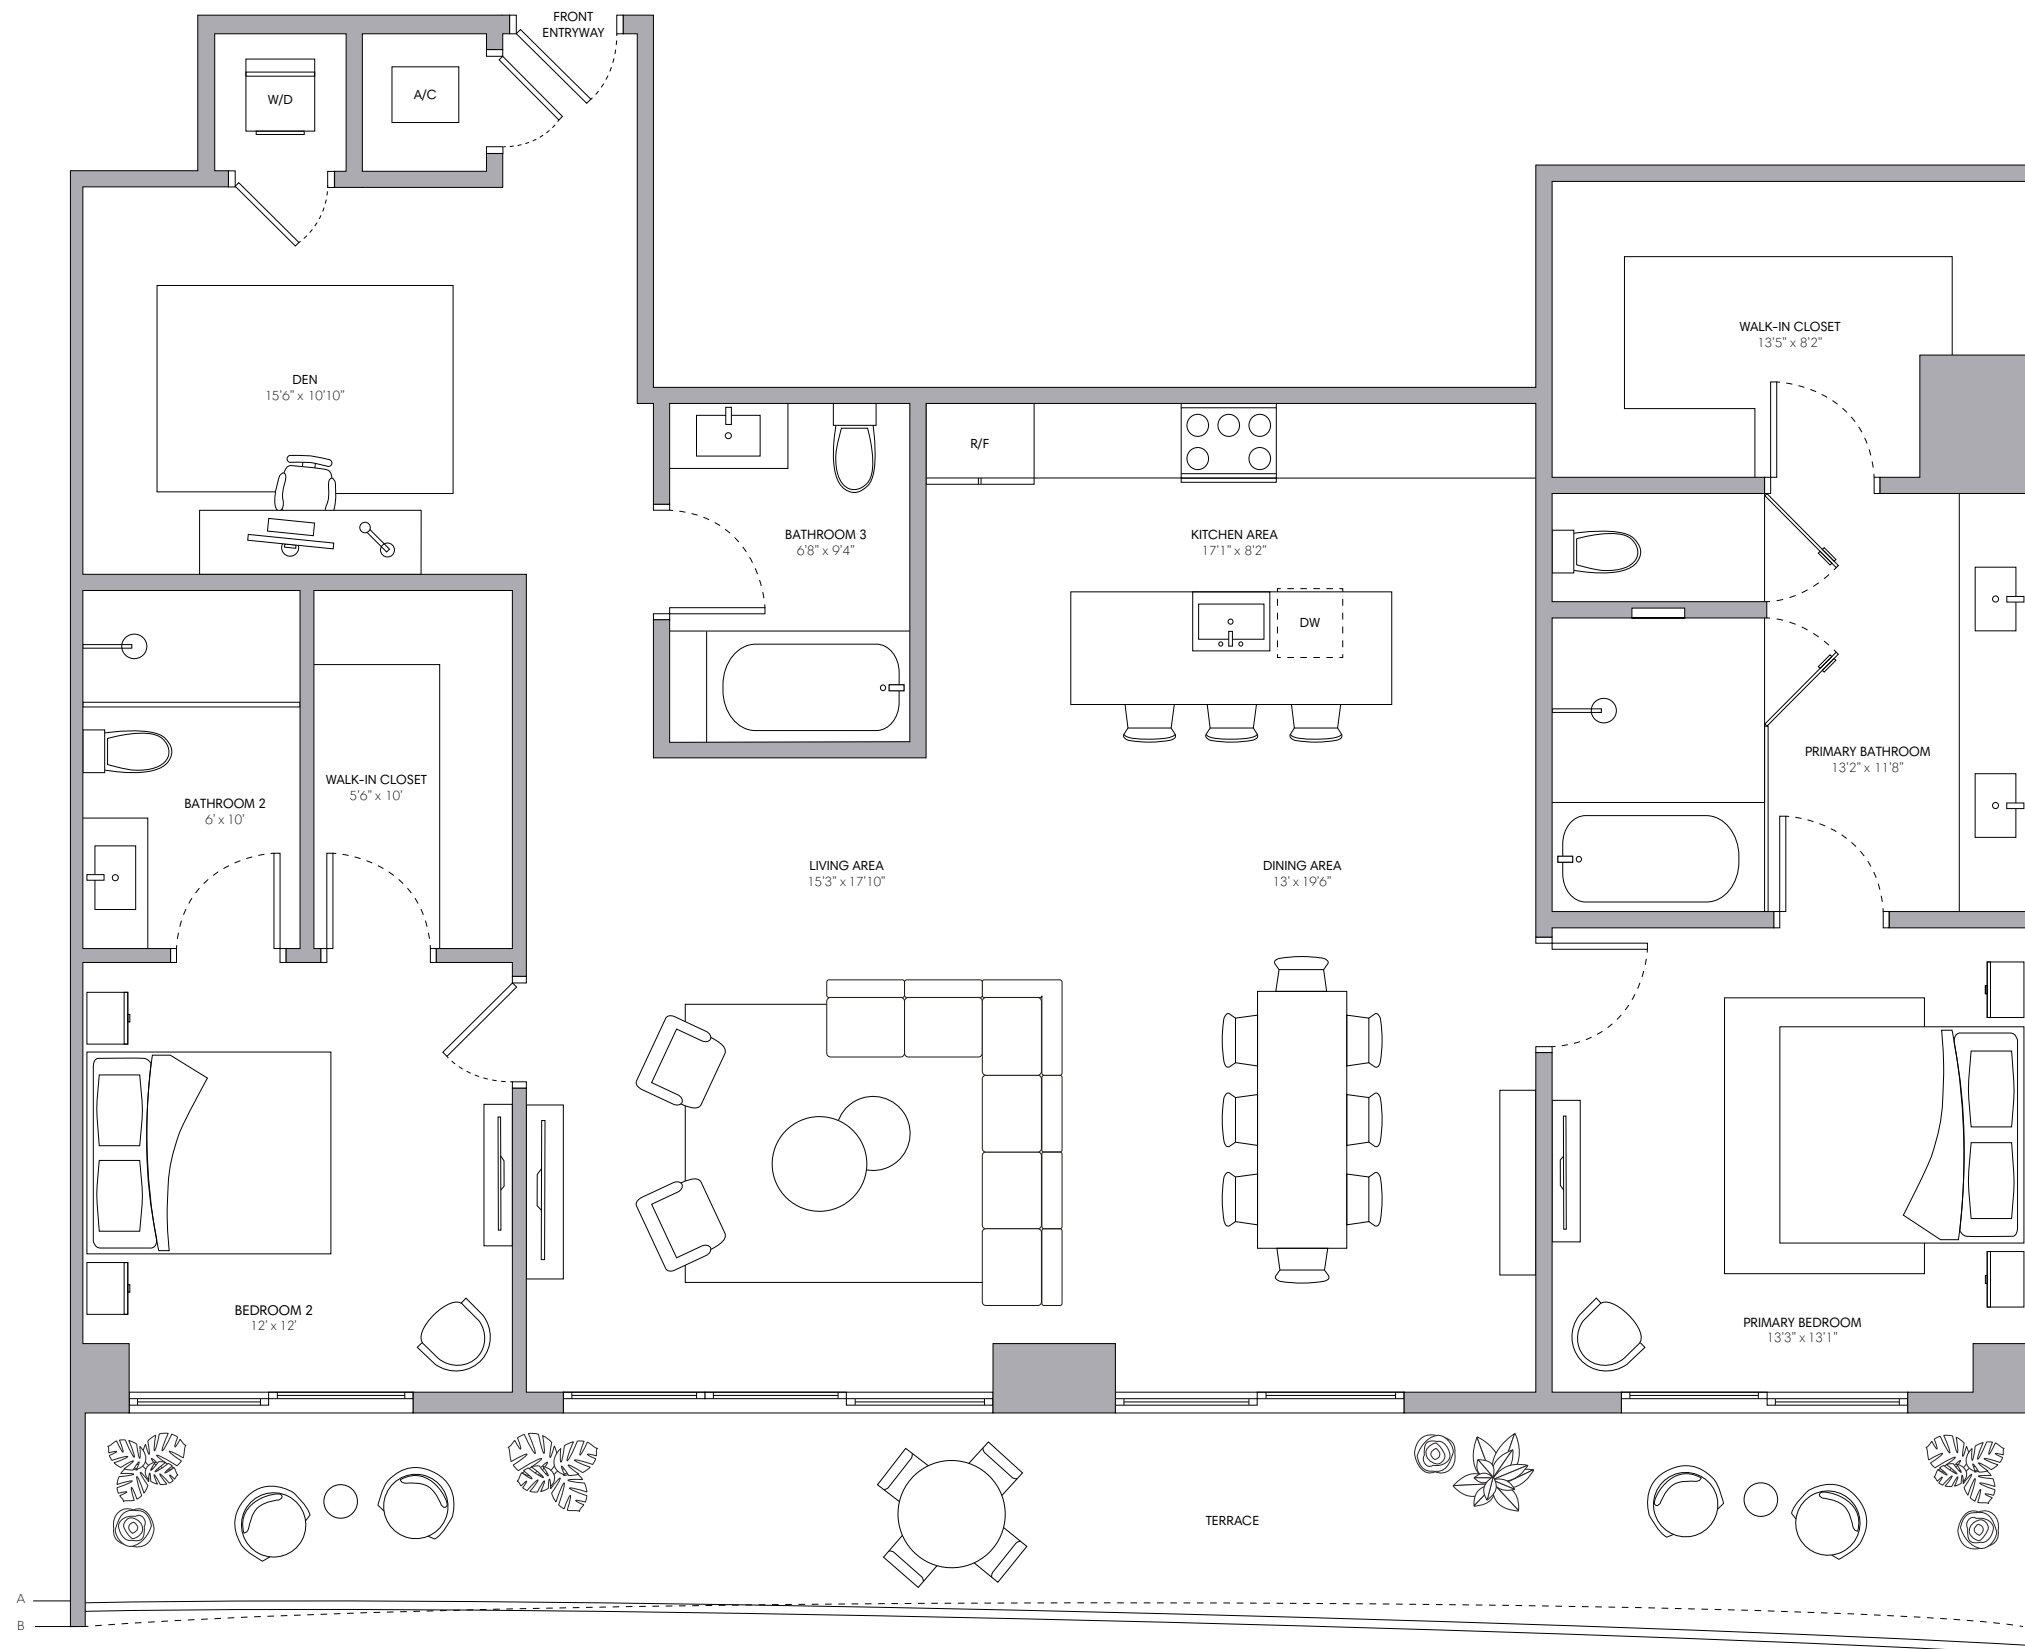 FRONT
ENTRYWAY
W/D
A/C
WALK-IN CLOSET
13'5" x 8'2"
DEN
15'6" x 10'10"
R/F
BATHROOM 3
6'8" x 9'4"
KITCHEN AREA
17'1" x 8'2"
DW
PRIMARY BATHROOM
13'2" x 11'8"
WALK-IN CLOSET
5'6" x 10'
BATHROOM 2
6' x 10'
LIVING AREA
15'3" x 17'10"
DINING AREA
13' x 19'6"
BEDROOM 2
12' x 12'
PRIMARY BEDROOM
13'3" x 13'1"
TERRACE
A
B